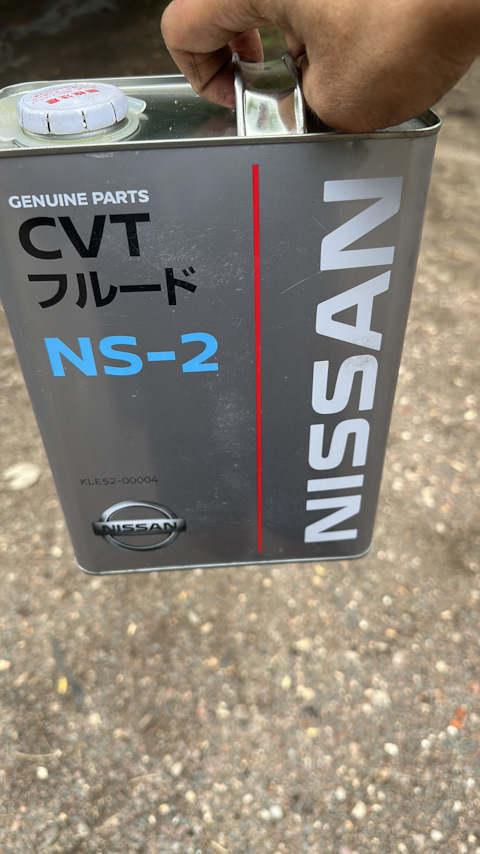 GENUINE PARTS
CVT
フルード
NS-2
KLE52-00004
NISSAN
NISSAN